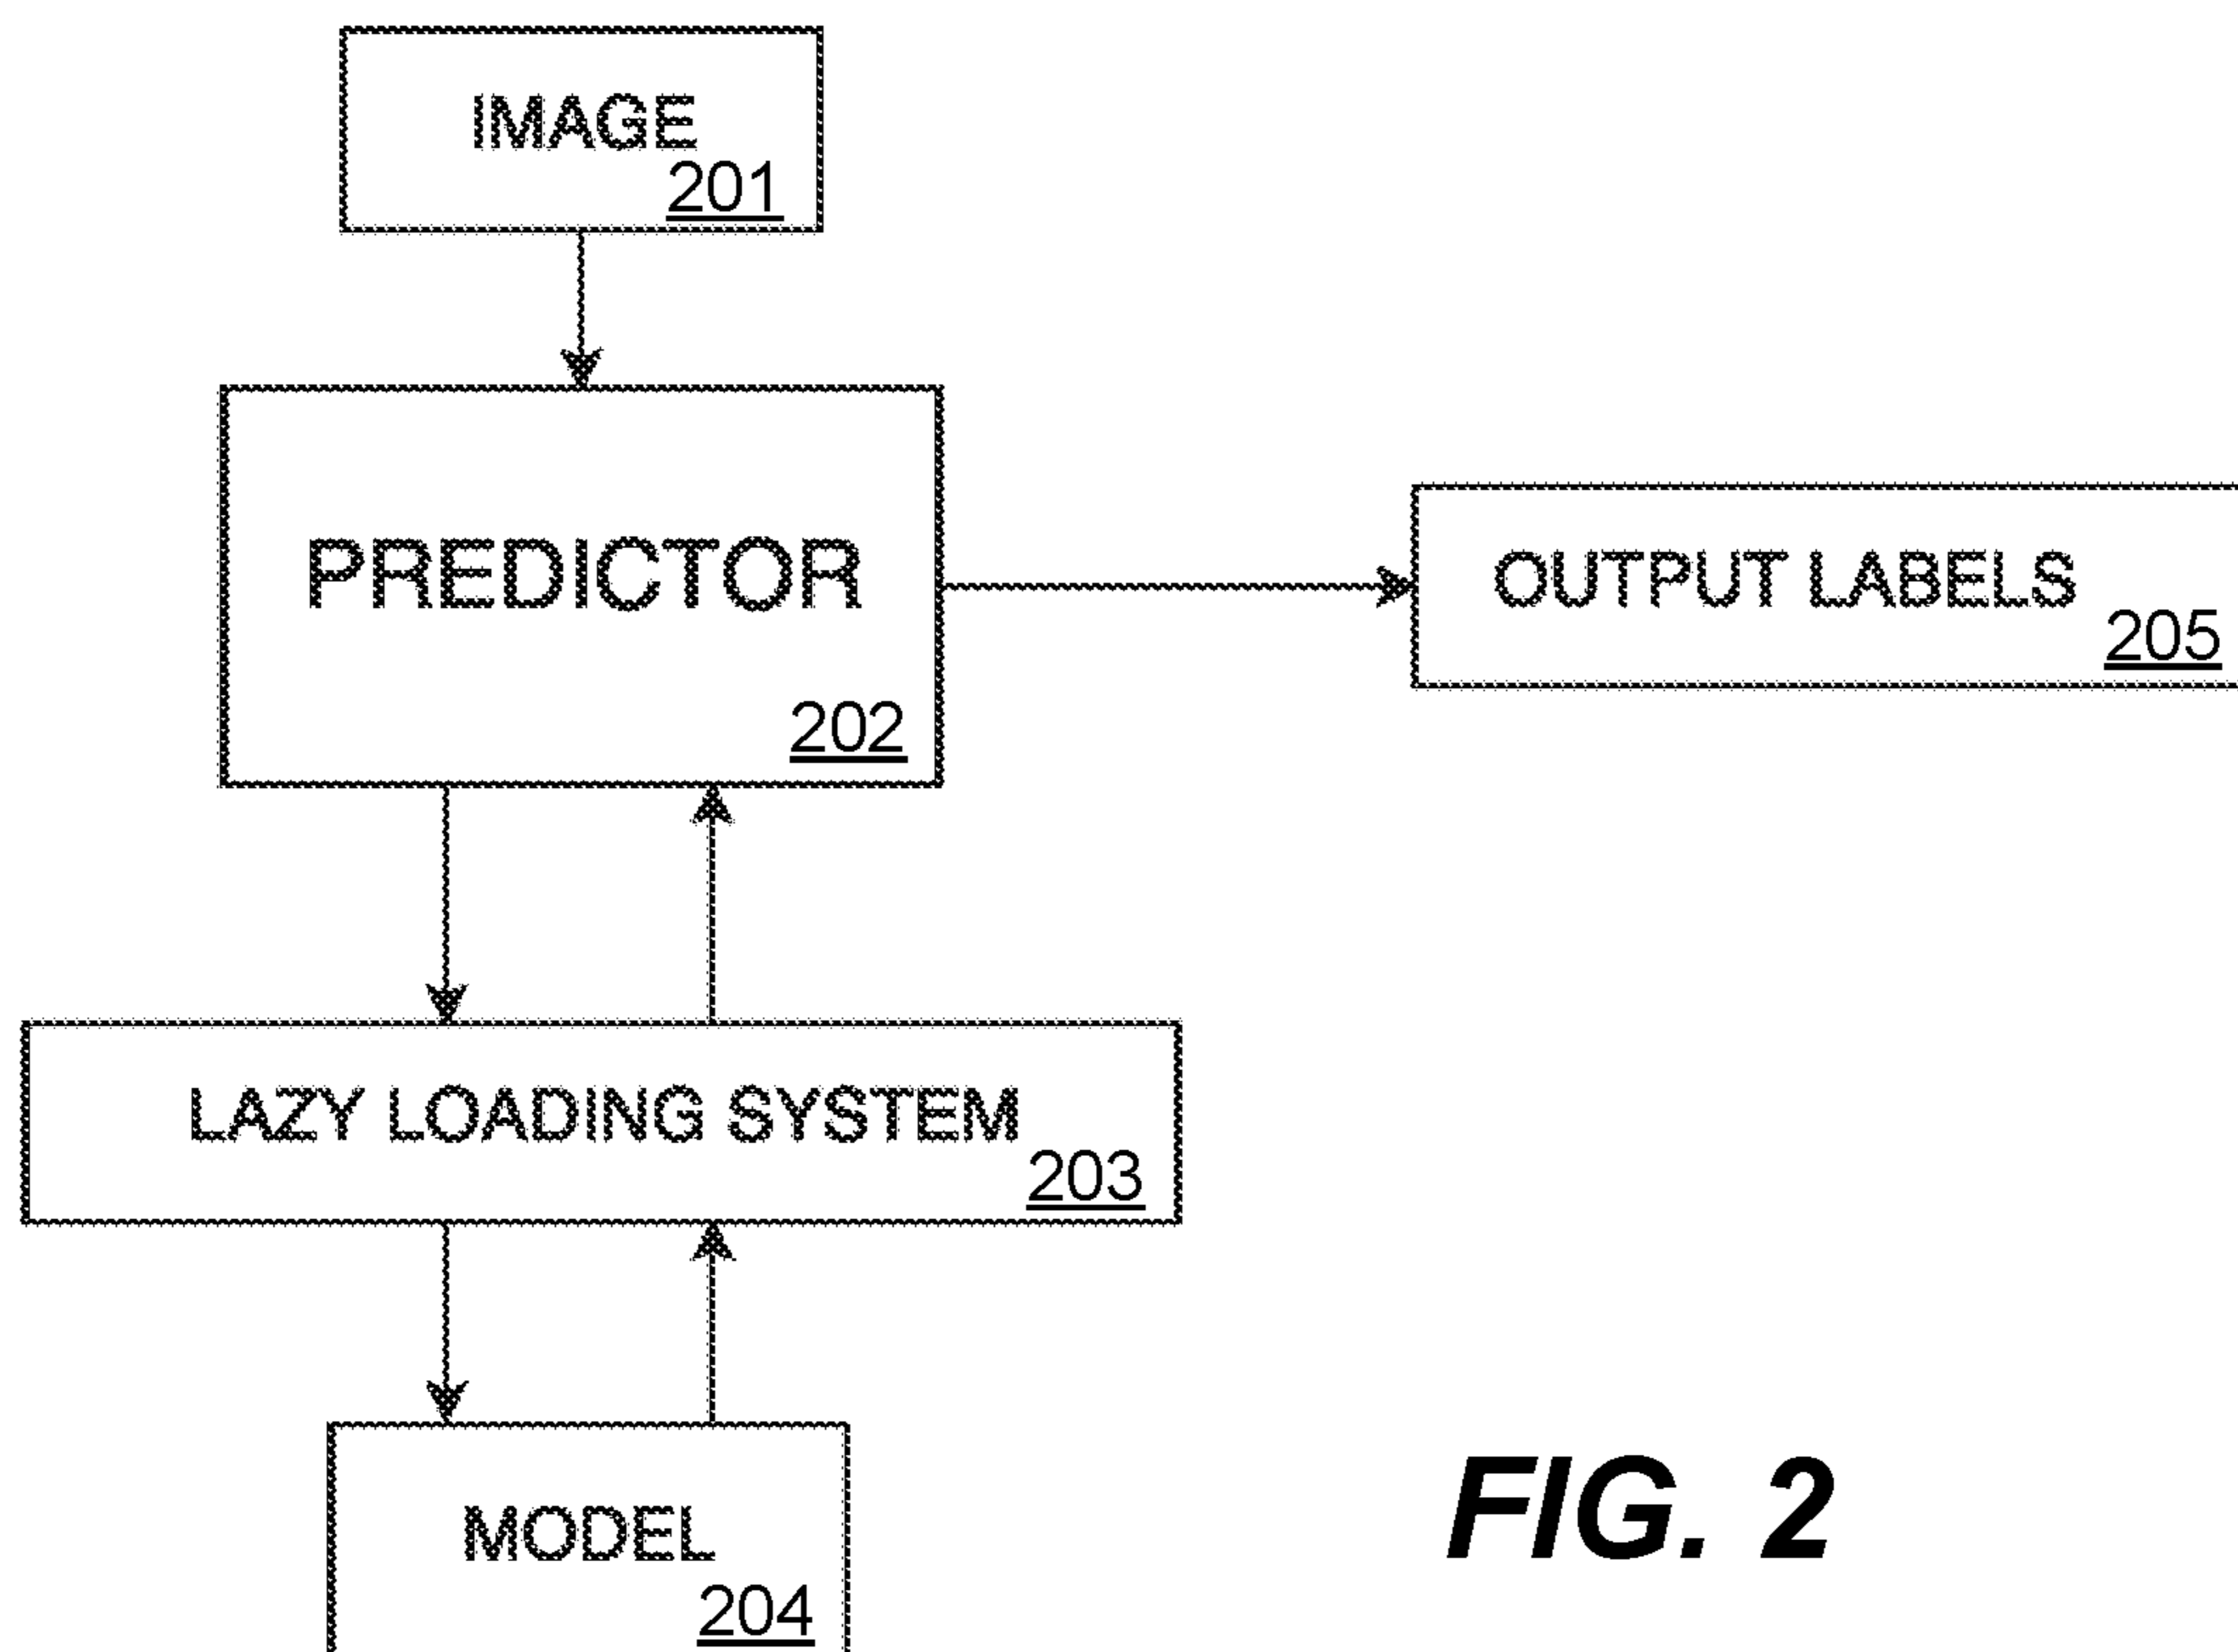 IMAGE
201
PREDICTOR
202
OUTPUT LABELS
205
LAZY LOADING SYSTEM
203
MODEL
204
FIG. 2